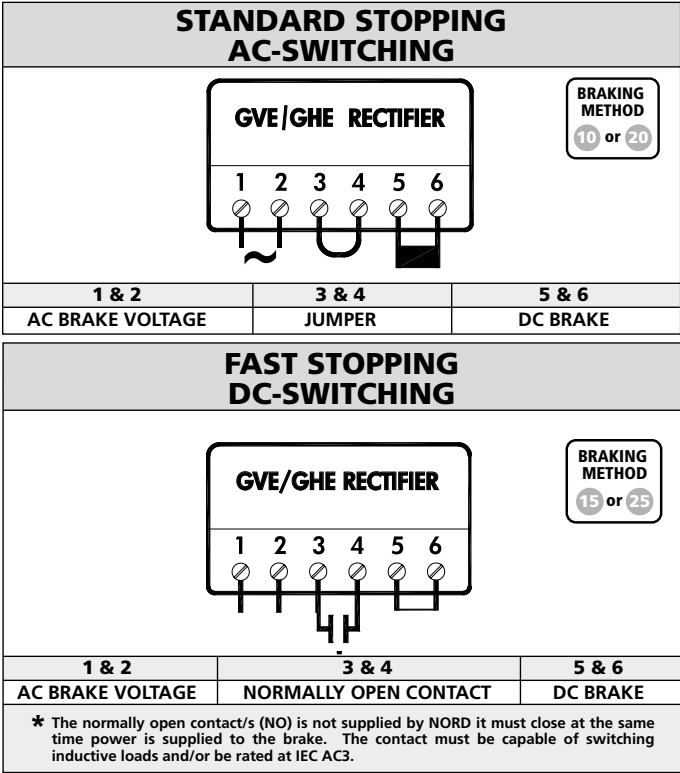 STANDARD STOPPING
AC-SWITCHING
GVE/GHE RECTIFIER
BRAKING
METHOD
10 or 20
1 2 3 4 5 6
~
1 & 2 3 & 4 5 & 6
AC BRAKE VOLTAGE JUMPER DC BRAKE
FAST STOPPING
DC-SWITCHING
GVE/GHE RECTIFIER
BRAKING
METHOD
15 or 25
1 2 3 4 5 6
1 & 2 3 & 4 5 & 6
AC BRAKE VOLTAGE NORMALLY OPEN CONTACT DC BRAKE
* The normally open contact/s (NO) is not supplied by NORD it must close at the same
time power is supplied to the brake. The contact must be capable of switching
inductive loads and/or be rated at IEC AC3.